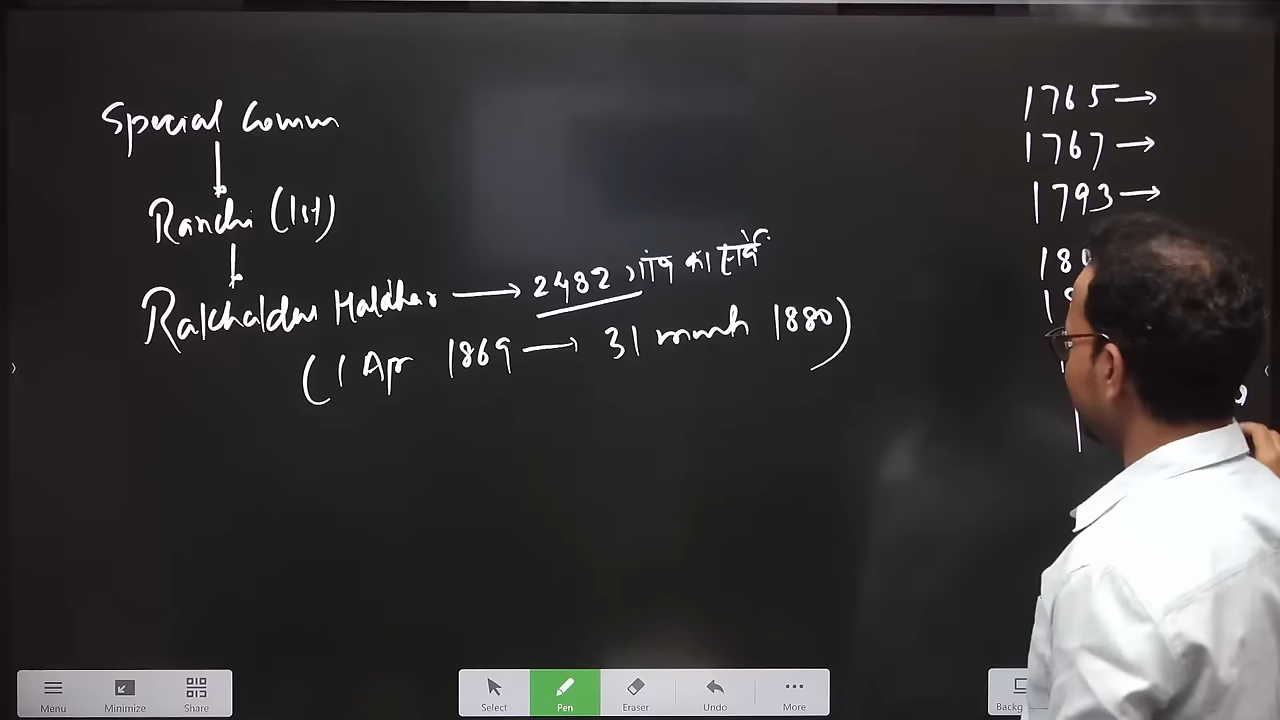 Special Comm
Ranchi (1st)
Rakhaldas Haldhar → 2482 गांव का सर्वे
(1 Apr 1869 → 31 march 1880)
1765→
1767→
1793→
Menu
Minimize
Share
Select
Pen
Eraser
Undo
More